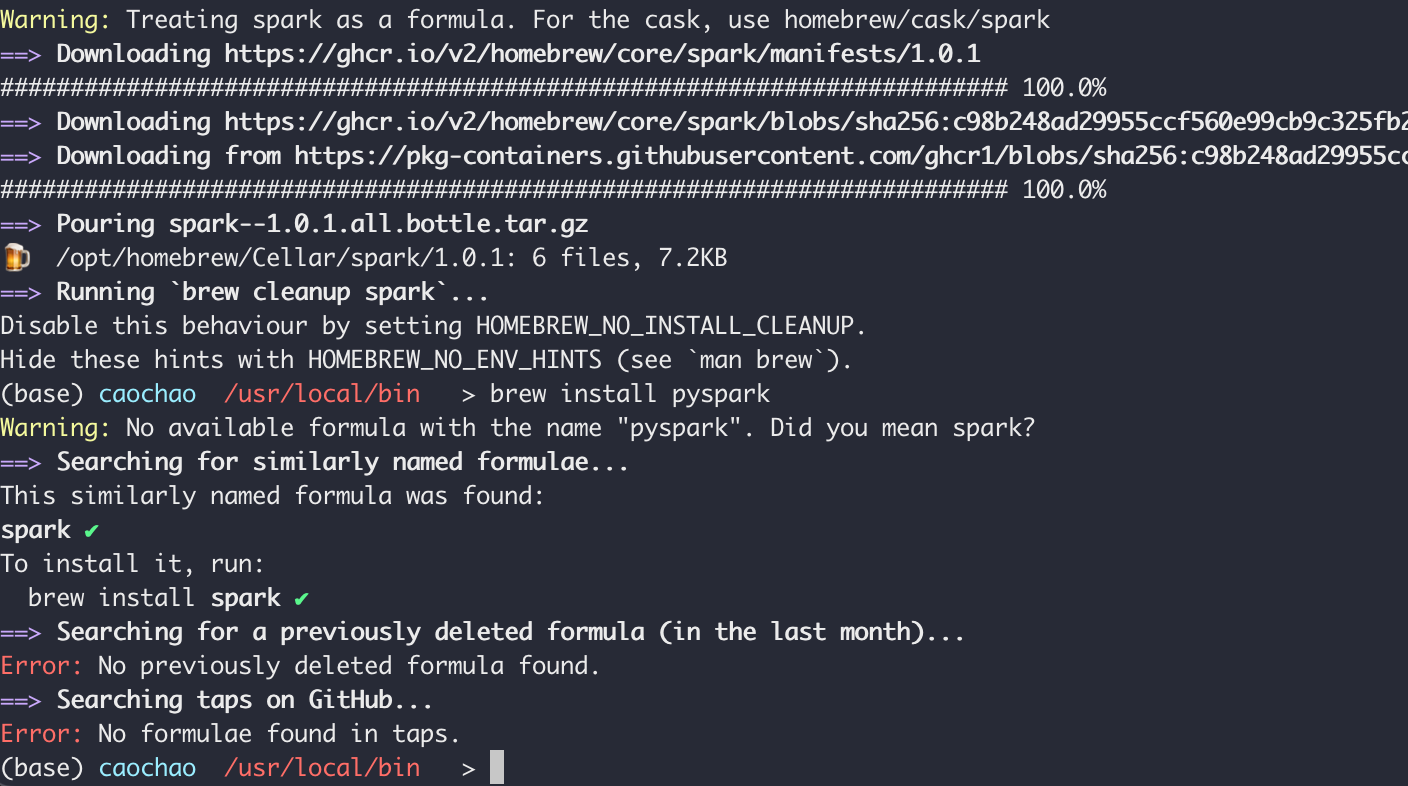 Warning: Treating spark as a formula. For the cask, use homebrew/cask/spark
==> Downloading https://ghcr.io/v2/homebrew/core/spark/manifests/1.0.1
######################################################################## 100.0%
==> Downloading https://ghcr.io/v2/homebrew/core/spark/blobs/sha256:c98b248ad29955ccf560e99cb9c325fb2
==> Downloading from https://pkg-containers.githubusercontent.com/ghcr1/blobs/sha256:c98b248ad29955cc
######################################################################## 100.0%
==> Pouring spark--1.0.1.all.bottle.tar.gz
🍺  /opt/homebrew/Cellar/spark/1.0.1: 6 files, 7.2KB
==> Running `brew cleanup spark`...
Disable this behaviour by setting HOMEBREW_NO_INSTALL_CLEANUP.
Hide these hints with HOMEBREW_NO_ENV_HINTS (see `man brew`).
(base) caochao  /usr/local/bin   > brew install pyspark
Warning: No available formula with the name "pyspark". Did you mean spark?
==> Searching for similarly named formulae...
This similarly named formula was found:
spark ✔
To install it, run:
  brew install spark ✔
==> Searching for a previously deleted formula (in the last month)...
Error: No previously deleted formula found.
==> Searching taps on GitHub...
Error: No formulae found in taps.
(base) caochao  /usr/local/bin   >